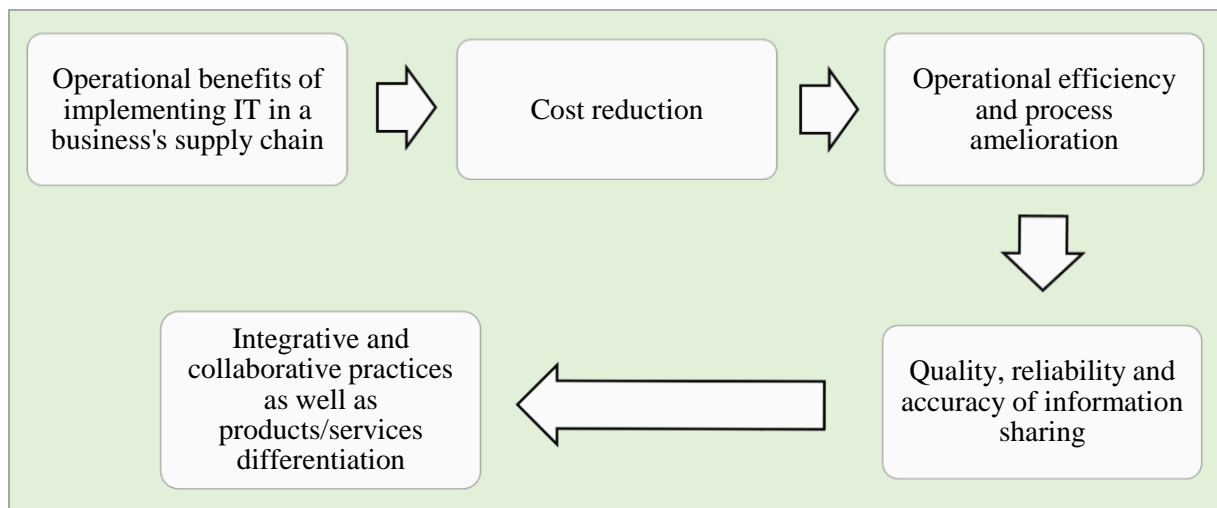 Operational benefits of
implementing IT in a
business's supply chain
Cost reduction
Operational efficiency
and process
amelioration
Quality, reliability and
accuracy of information
sharing
Integrative and
collaborative practices
as well as
products/services
differentiation